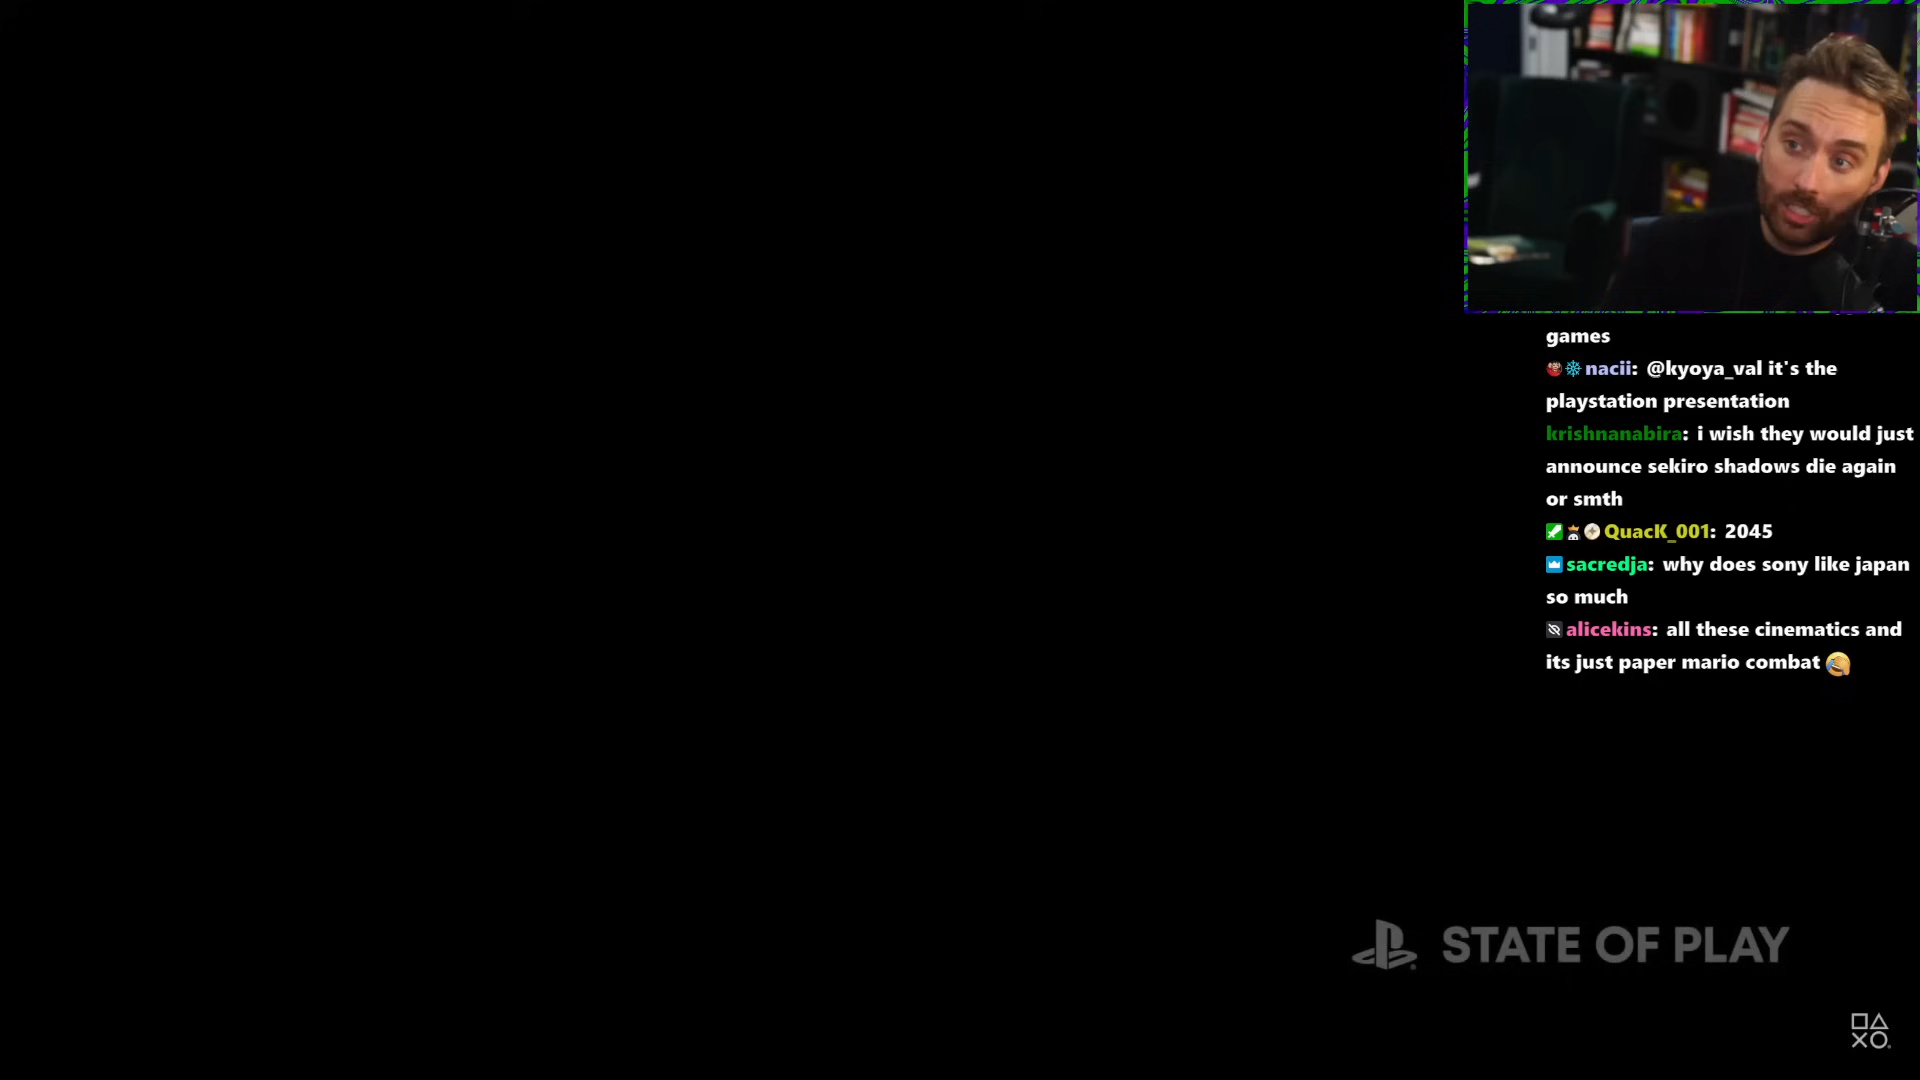 games
nacii: @kyoya_val it's the
playstation presentation
krishnanabira: i wish they would just
announce sekiro shadows die again
or smth
QuacK_001: 2045
sacredja: why does sony like japan
so much
alicekins: all these cinematics and
its just paper mario combat
STATE OF PLAY